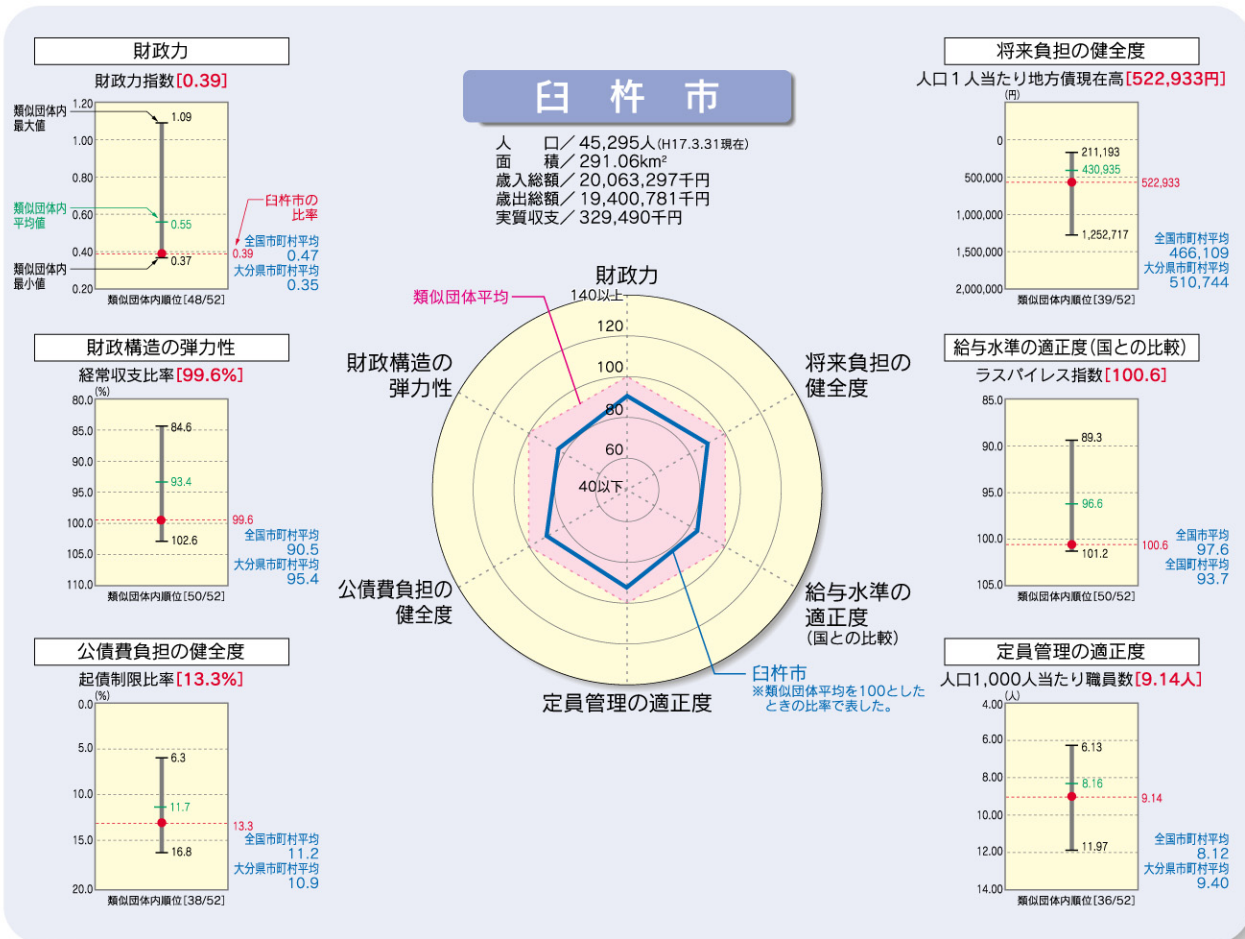 臼杵市
人　　口／45,295人(H17.3.31現在)
面　　積／291.06km²
歳入総額／20,063,297千円
歳出総額／19,400,781千円
実質収支／329,490千円
財政力
財政力指数[0.39]
類似団体内
最大値
類似団体内
平均値
類似団体内
最小値
1.20
1.00
0.80
0.60
0.40
0.20
1.09
0.55
0.37
臼杵市の
比率
0.39
全国市町村平均
0.47
大分県市町村平均
0.35
類似団体内順位[48/52]
財政構造の弾力性
経常収支比率[99.6%]
(%)
80.0
85.0
90.0
95.0
100.0
105.0
110.0
84.6
93.4
102.6
99.6
全国市町村平均
90.5
大分県市町村平均
95.4
類似団体内順位[50/52]
公債費負担の健全度
起債制限比率[13.3%]
(%)
0.0
5.0
10.0
15.0
20.0
6.3
11.7
16.8
13.3
全国市町村平均
11.2
大分県市町村平均
10.9
類似団体内順位[38/52]
財政力
類似団体平均
140以上
120
100
80
60
40以下
財政構造の
弾力性
将来負担の
健全度
公債費負担の
健全度
給与水準の
適正度
(国との比較)
定員管理の適正度
臼杵市
※類似団体平均を100とした
ときの比率で表した。
将来負担の健全度
人口1人当たり地方債現在高[522,933円]
(円)
0
500,000
1,000,000
1,500,000
2,000,000
211,193
430,935
1,252,717
522,933
全国市町村平均
466,109
大分県市町村平均
510,744
類似団体内順位[39/52]
給与水準の適正度(国との比較)
ラスパイレス指数[100.6]
85.0
90.0
95.0
100.0
105.0
89.3
96.6
101.2
100.6
全国市平均
97.6
全国町村平均
93.7
類似団体内順位[50/52]
定員管理の適正度
人口1,000人当たり職員数[9.14人]
(人)
4.00
6.00
8.00
10.00
12.00
14.00
6.13
8.16
11.97
9.14
全国市町村平均
8.12
大分県市町村平均
9.40
類似団体内順位[36/52]